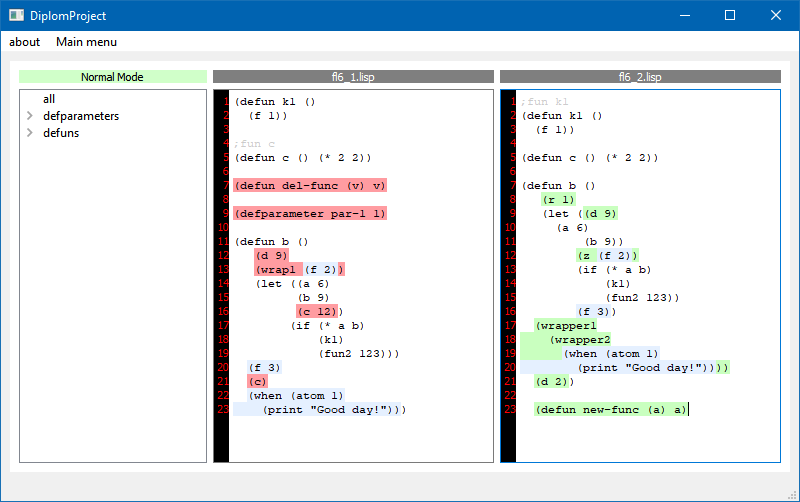 DiplomProject
about Main menu
Normal Mode
all
defparameters
defuns
fl6_1.lisp
1 (defun k1 ()
2   (f 1))
3
4 ;fun c
5 (defun c () (* 2 2))
6
7 (defun del-func (v) v)
8
9 (defparameter par-1 1)
10
11 (defun b ()
12    (d 9)
13    (wrap1 (f 2))
14    (let ((a 6)
15          (b 9)
16          (c 12))
17         (if (* a b)
18             (k1)
19             (fun2 123)))
20   (f 3)
21   (c)
22   (when (atom 1)
23     (print "Good day!")))
fl6_2.lisp
1 ;fun k1
2 (defun k1 ()
3   (f 1))
4
5 (defun c () (* 2 2))
6
7 (defun b ()
8    (r 1)
9    (let ((d 9)
10      (a 6)
11          (b 9))
12         (z (f 2))
13         (if (* a b)
14             (k1)
15             (fun2 123))
16         (f 3))
17   (wrapper1
18     (wrapper2
19       (when (atom 1)
20         (print "Good day!"))))
21   (d 2))
22
23   (defun new-func (a) a)